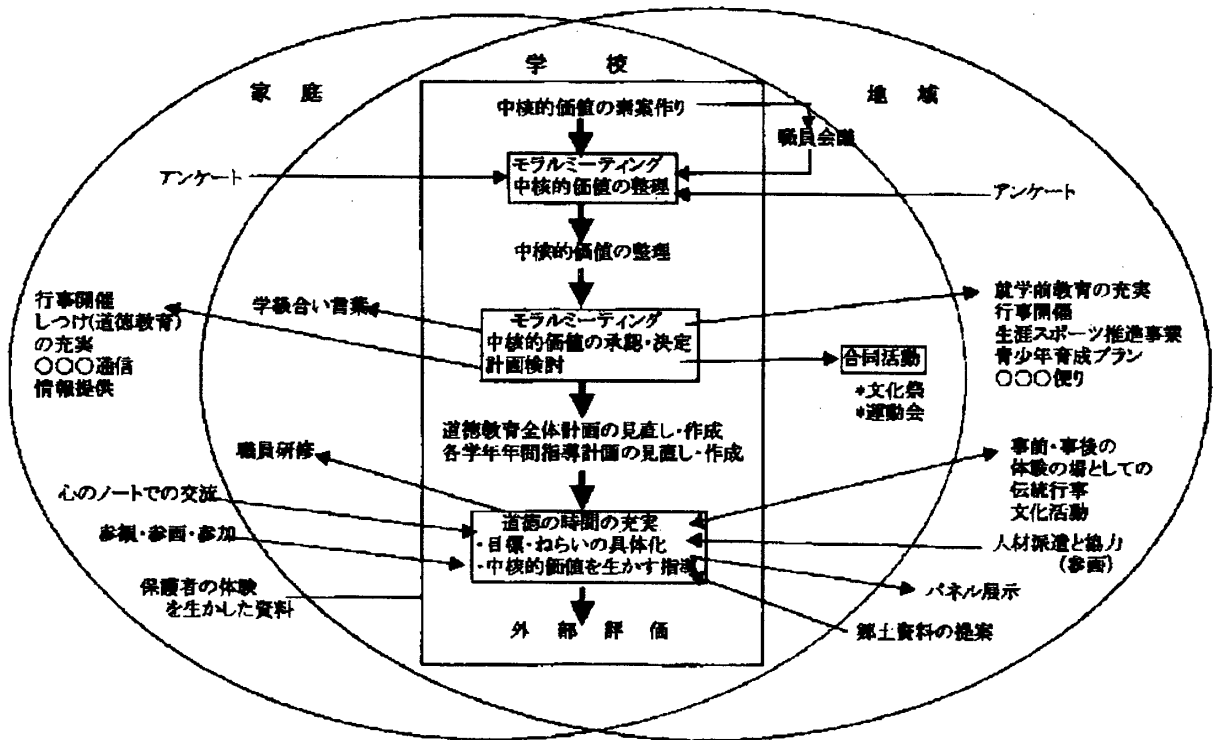 学 校
家 庭
地 域
中核的価値の素案作り
職員会議
アンケート
モラルミーティング
中核的価値の整理
アンケート
中核的価値の整理
行事開催
しつけ(道徳教育)
の充実
〇〇〇通信
情報提供
学級合い言葉
モラルミーティング
中核的価値の承認・決定
計画検討
合同活動
*文化祭
*運動会
就学前教育の充実
行事開催
生涯スポーツ推進事業
青少年育成プラン
〇〇〇便り
道徳教育全体計画の見直し・作成
各学年年間指導計画の見直し・作成
職員研修
心のノートでの交流
参観・参画・参加
保護者の体験
を生かした資料
道徳の時間の充実
・目標・ねらいの具体化
・中核的価値を生かす指導
事前・事後の
体験の場としての
伝統行事
文化活動
人材派遣と協力
(参画)
パネル展示
郷土資料の提案
外 部 評 価